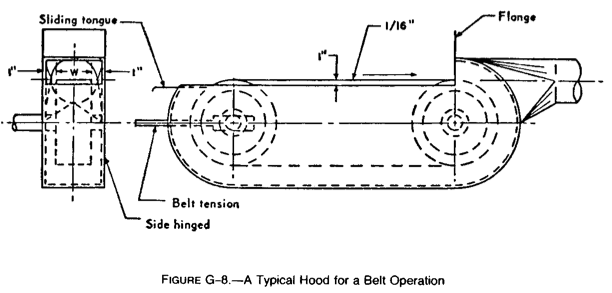 Sliding tongue
Flange
1/16"
1"
1"
W
1"
Belt tension
Side hinged
FIGURE G–8.—A Typical Hood for a Belt Operation